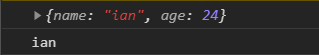 ▶{name: "ian", age: 24}
ian